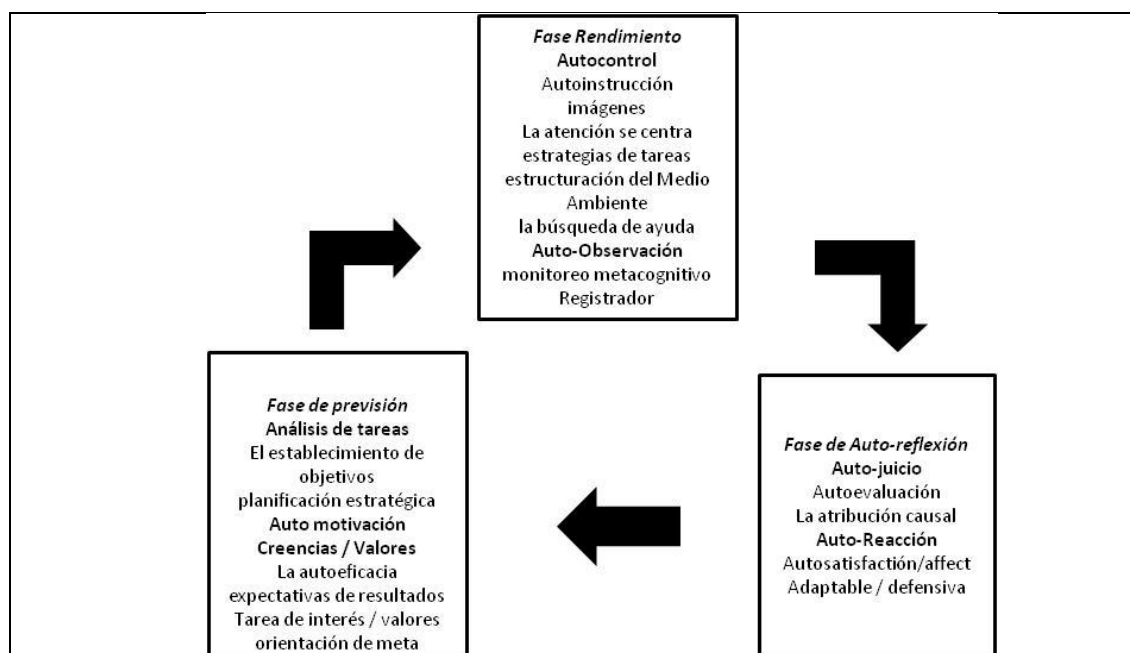 Fase Rendimiento
Autocontrol
Autoinstrucción
imágenes
La atención se centra
estrategias de tareas
estructuración del Medio
Ambiente
la búsqueda de ayuda
Auto-Observación
monitoreo metacognitivo
Registrador
Fase de previsión
Análisis de tareas
El establecimiento de
objetivos
planificación estratégica
Auto motivación
Creencias / Valores
La autoeficacia
expectativas de resultados
Tarea de interés / valores
orientación de meta
Fase de Auto-reflexión
Auto-juicio
Autoevaluación
La atribución causal
Auto-Reacción
Autosatisfactión/affect
Adaptable / defensiva